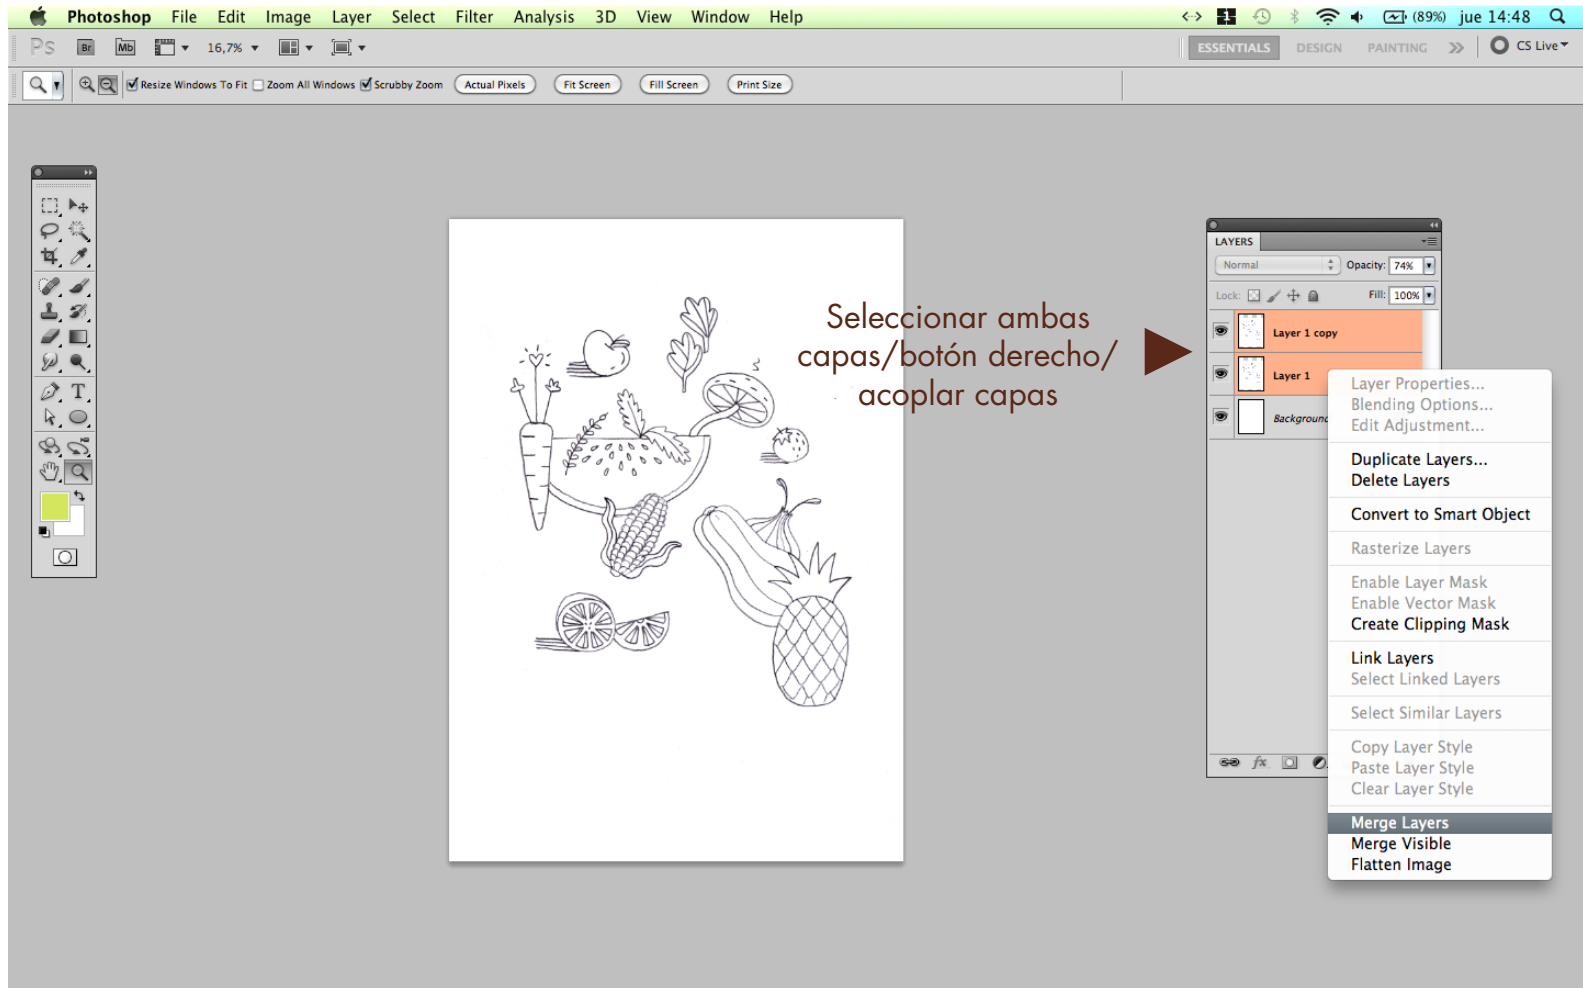 Photoshop File Edit Image Layer Select Filter Analysis 3D View Window Help
1 (89%) jue 14:48
Ps Br Mb 16,7%
ESSENTIALS DESIGN PAINTING CS Live
Resize Windows To Fit Zoom All Windows Scrubby Zoom Actual Pixels Fit Screen Fill Screen Print Size
LAYERS
Normal Opacity: 74%
Lock: Fill: 100%
Layer 1 copy
Layer 1
Background
Seleccionar ambas
capas/botón derecho/
acoplar capas
Layer Properties...
Blending Options...
Edit Adjustment...
Duplicate Layers...
Delete Layers
Convert to Smart Object
Rasterize Layers
Enable Layer Mask
Enable Vector Mask
Create Clipping Mask
Link Layers
Select Linked Layers
Select Similar Layers
Copy Layer Style
Paste Layer Style
Clear Layer Style
Merge Layers
Merge Visible
Flatten Image
fx
T